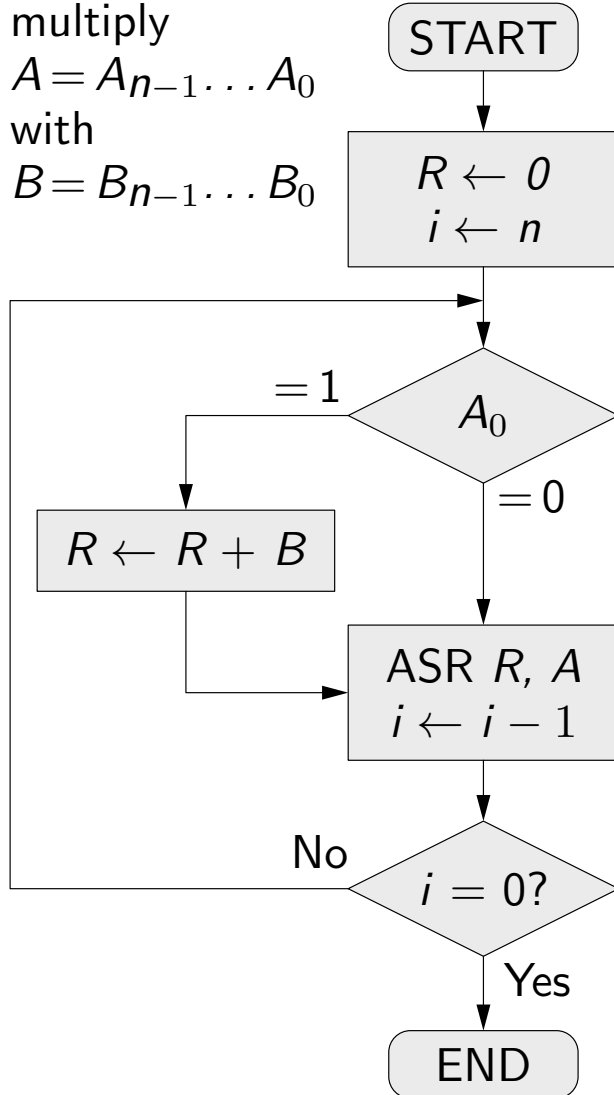 multiply
A = A_{n−1} … A_0
with
B = B_{n−1} … B_0
START
R ← 0
i ← n
A_0
= 1
= 0
R ← R + B
ASR R, A
i ← i − 1
No
i = 0?
Yes
END